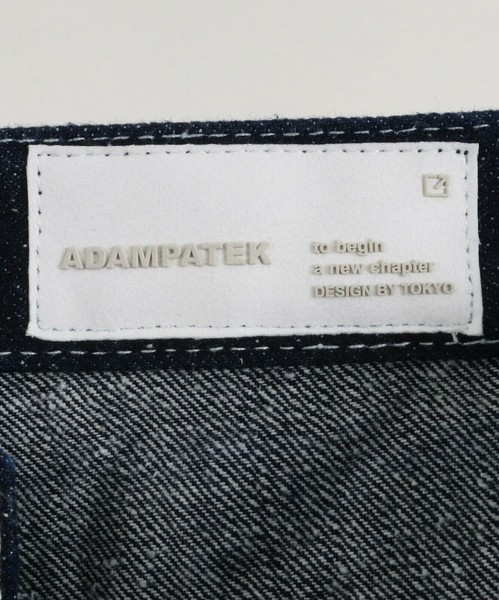 ADAMPATEK
to begin
a new chapter
DESIGN BY TOKYO